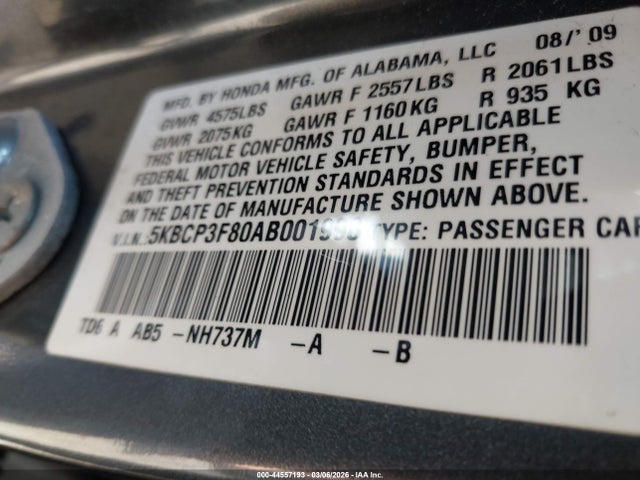 MFD. BY HONDA MFG. OF ALABAMA, LLC 08/'09
GVWR 4575LBS GAWR F 2557LBS R 2061LBS
GVWR 2075KG GAWR F 1160KG R 935 KG
THIS VEHICLE CONFORMS TO ALL APPLICABLE
FEDERAL MOTOR VEHICLE SAFETY, BUMPER,
AND THEFT PREVENTION STANDARDS IN EFFECT
ON THE DATE OF MANUFACTURE SHOWN ABOVE.
V.I.N.: TYPE: PASSENGER CAR
TD6 A AB5 -NH737M -A -B
000-44557193 - 03/06/2026 - IAA Inc.